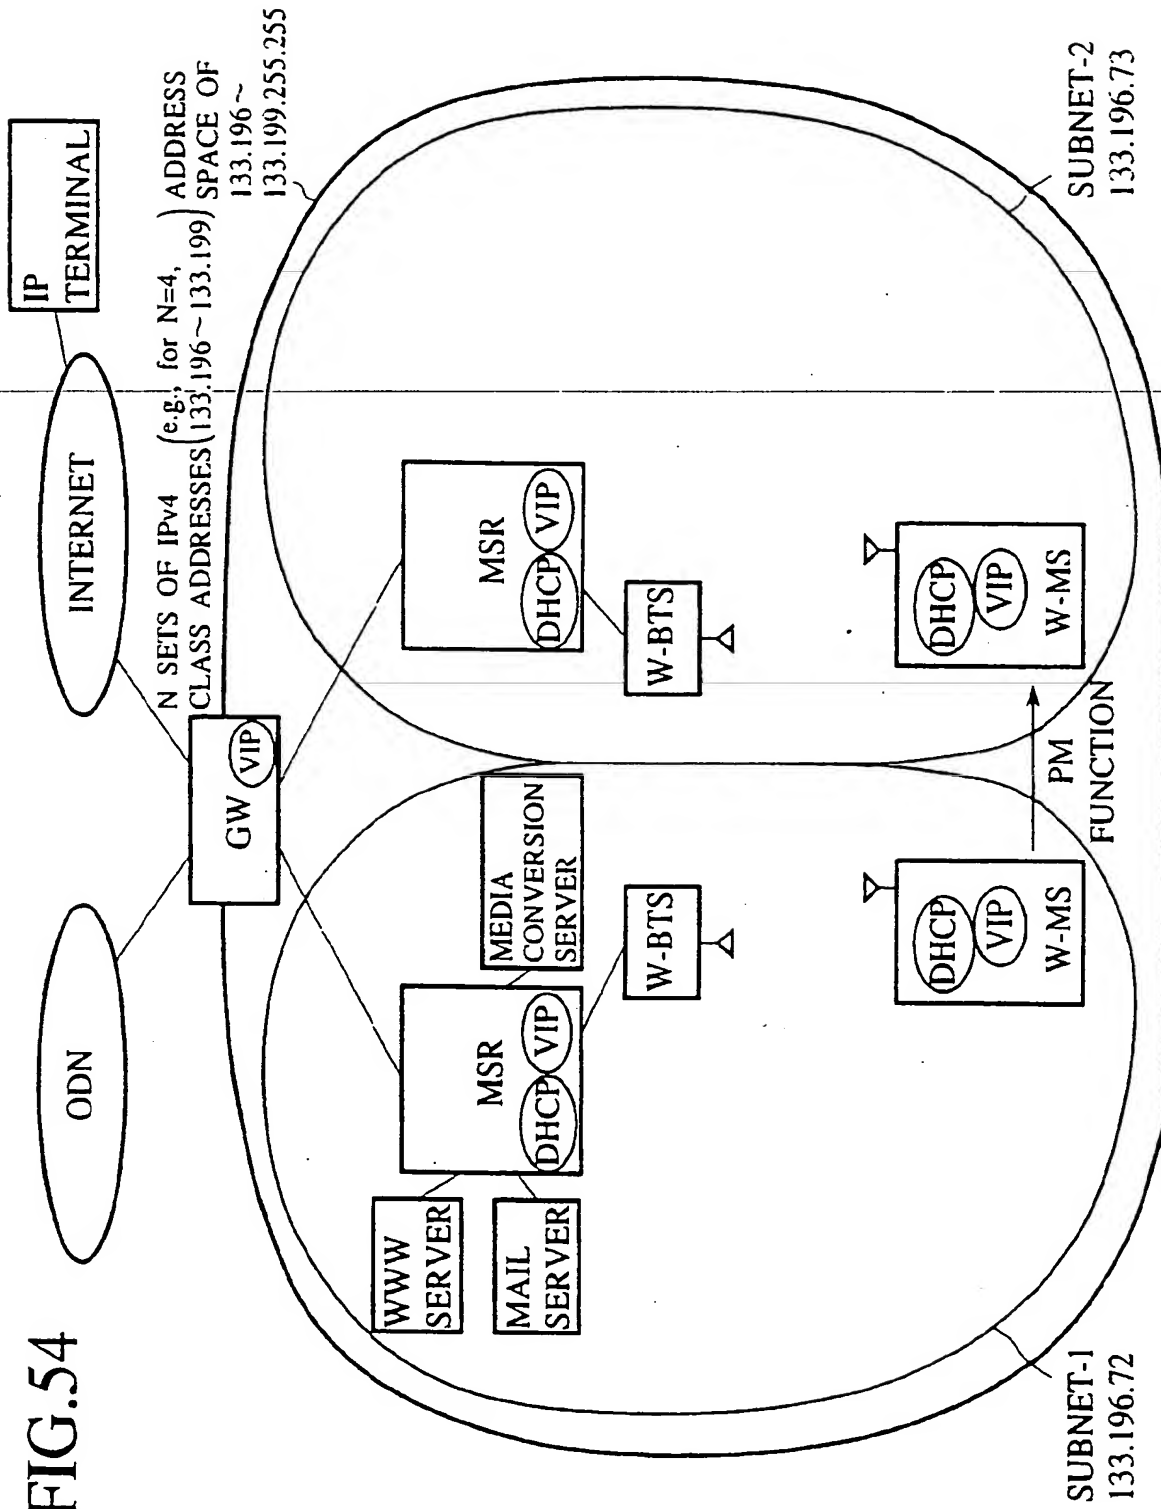 FIG.54
ODN
INTERNET
IP
TERMINAL
GW
VIP
N SETS OF IPv4
CLASS ADDRESSES
(e.g., for N=4,
133.196~133.199)
ADDRESS
SPACE OF
133.196~
133.199.255.255
WWW
SERVER
MAIL
SERVER
MSR
DHCP VIP
MEDIA
CONVERSION
SERVER
W-BTS
MSR
DHCP VIP
W-BTS
DHCP
VIP
W-MS
PM
FUNCTION
DHCP
VIP
W-MS
SUBNET-1
133.196.72
SUBNET-2
133.196.73